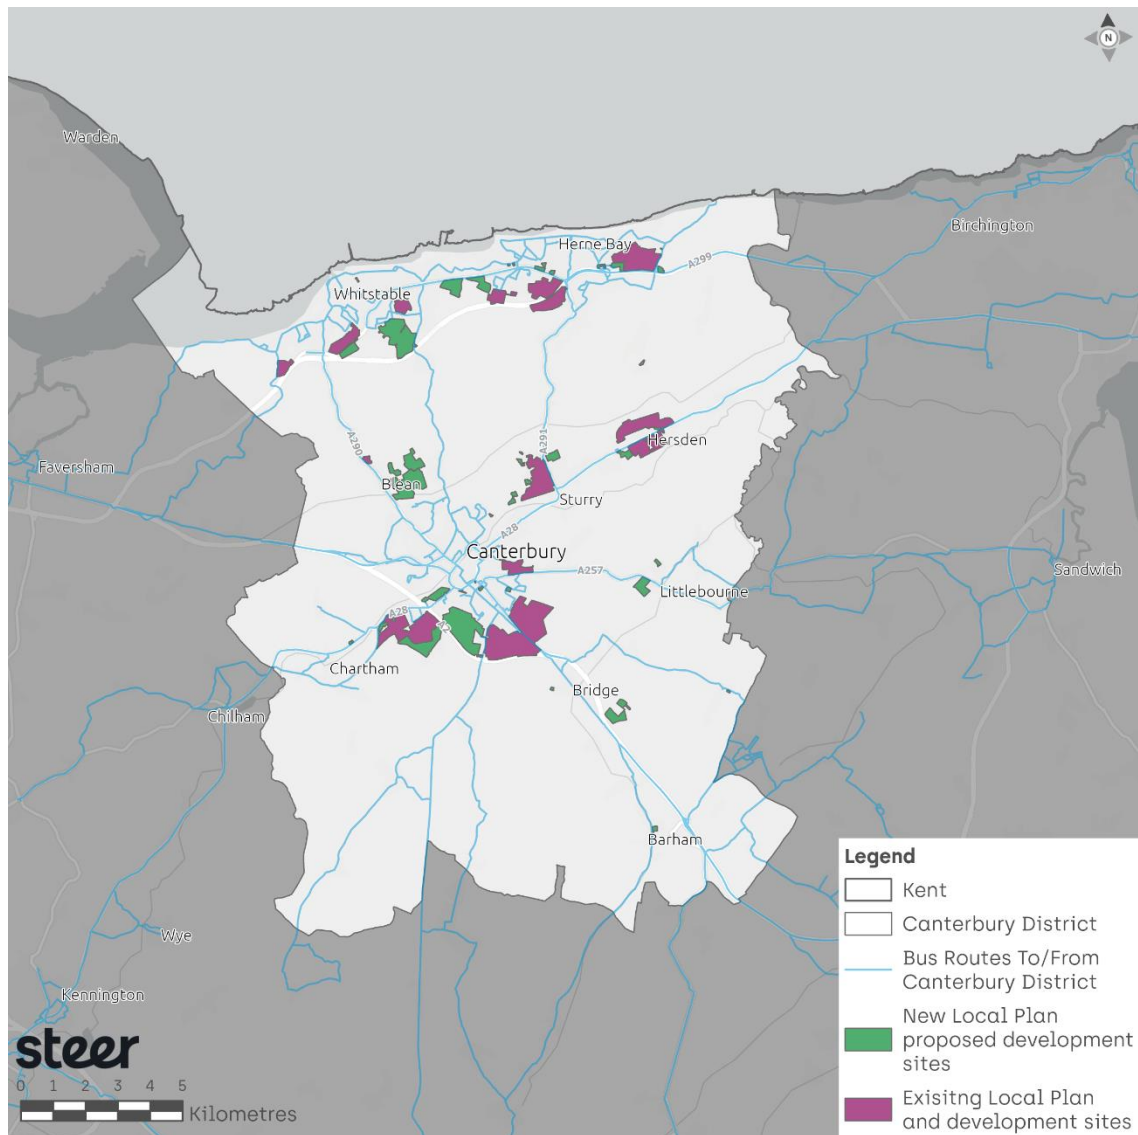 N
Warden
Birchington
Herne Bay
A299
Whitstable
A290
A291
Hersden
Faversham
Blean
Sturry
A28
Canterbury
A257
Sandwich
Littlebourne
A28
A2
Chartham
Bridge
Chilham
Barham
Wye
Kennington
Legend
Kent
Canterbury District
Bus Routes To/From
Canterbury District
New Local Plan
proposed development
sites
Exisitng Local Plan
and development sites
steer
0 1 2 3 4 5
Kilometres